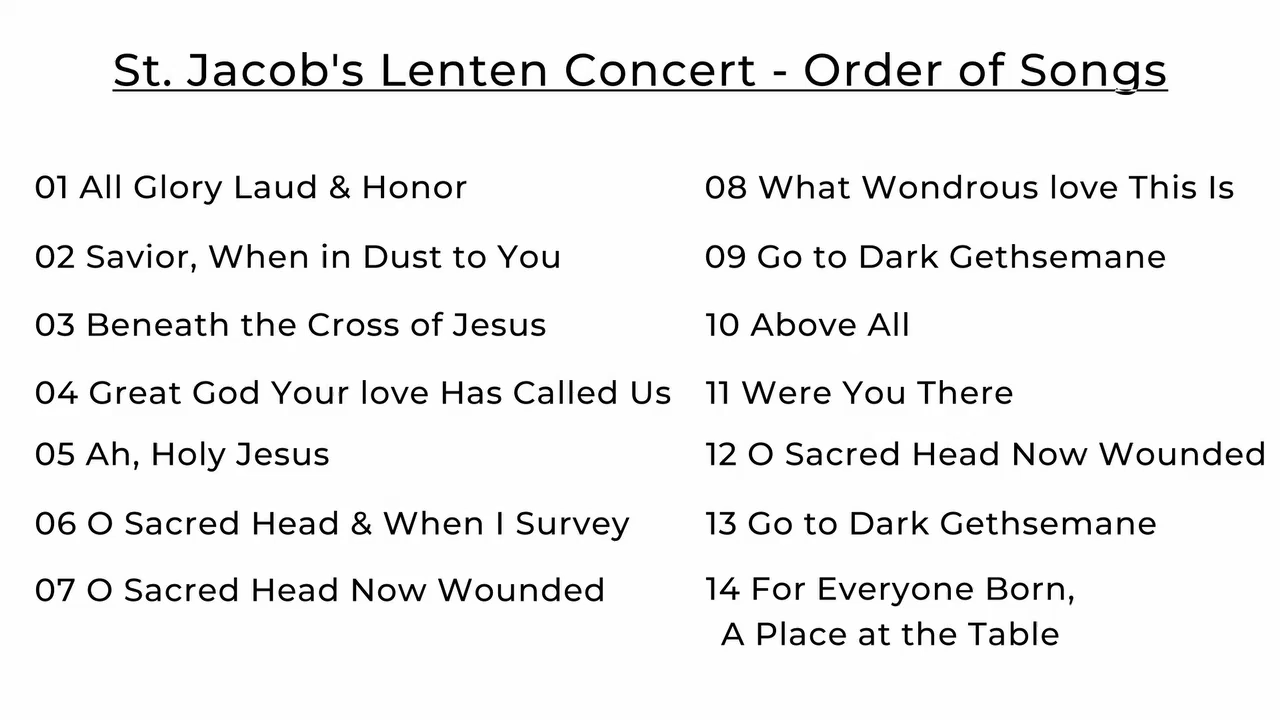 St. Jacob's Lenten Concert - Order of Songs
01 All Glory Laud & Honor
02 Savior, When in Dust to You
03 Beneath the Cross of Jesus
04 Great God Your love Has Called Us
05 Ah, Holy Jesus
06 O Sacred Head & When I Survey
07 O Sacred Head Now Wounded
08 What Wondrous love This Is
09 Go to Dark Gethsemane
10 Above All
11 Were You There
12 O Sacred Head Now Wounded
13 Go to Dark Gethsemane
14 For Everyone Born,
A Place at the Table